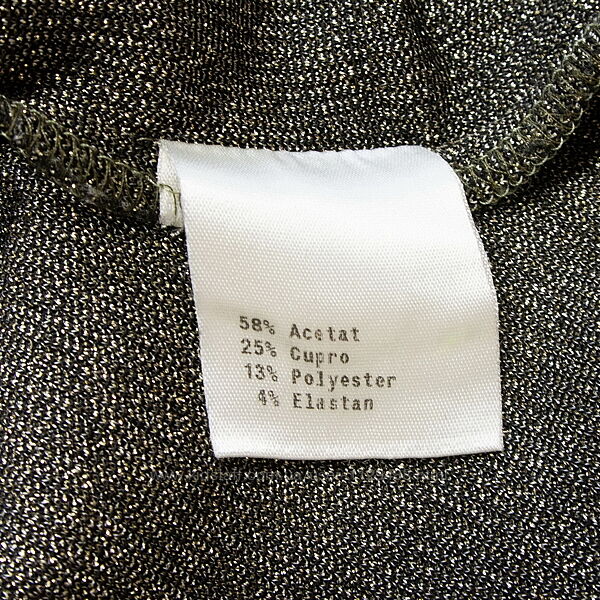 58% Acetat
25% Cupro
13% Polyester
4% Elastan